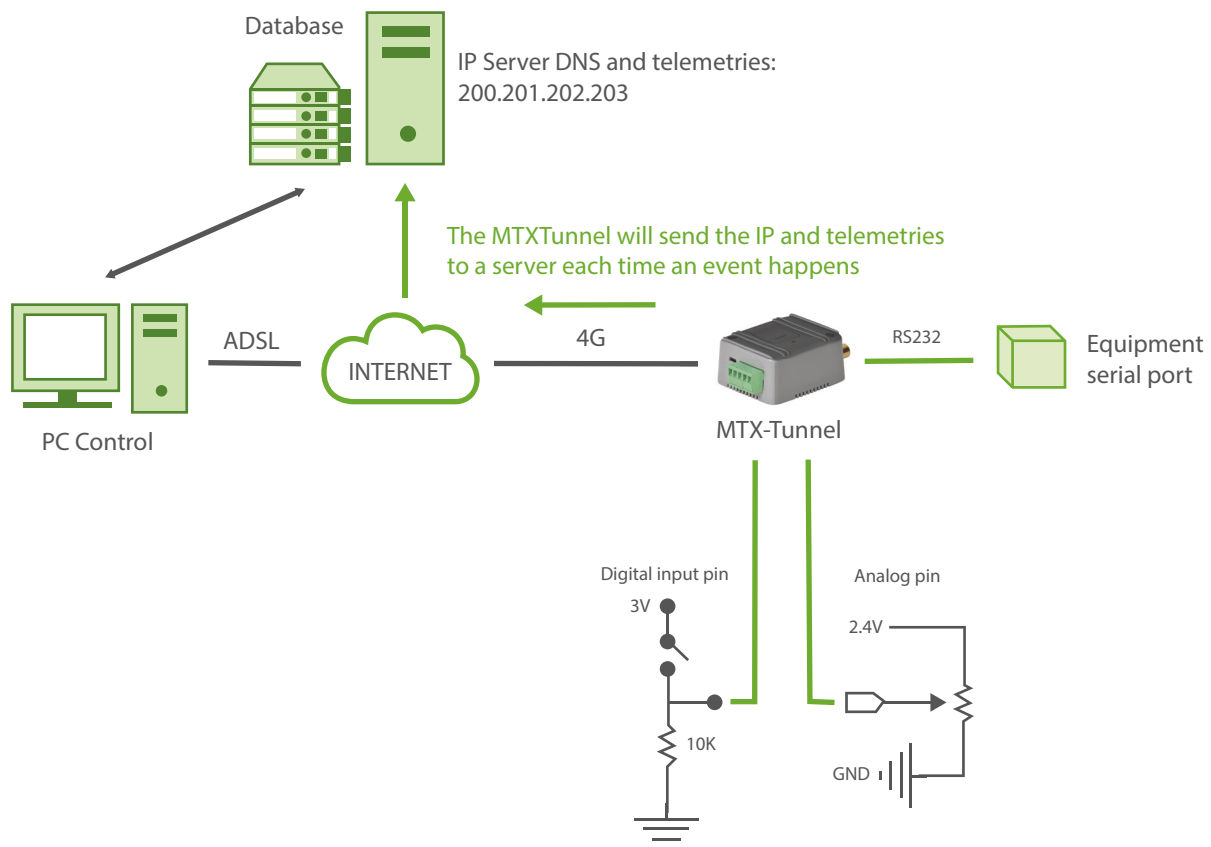 Database
IP Server DNS and telemetries:
200.201.202.203
The MTXTunnel will send the IP and telemetries
to a server each time an event happens
ADSL
INTERNET
4G
RS232
Equipment
serial port
PC Control
MTX-Tunnel
Digital input pin
Analog pin
3V
2.4V
10K
GND